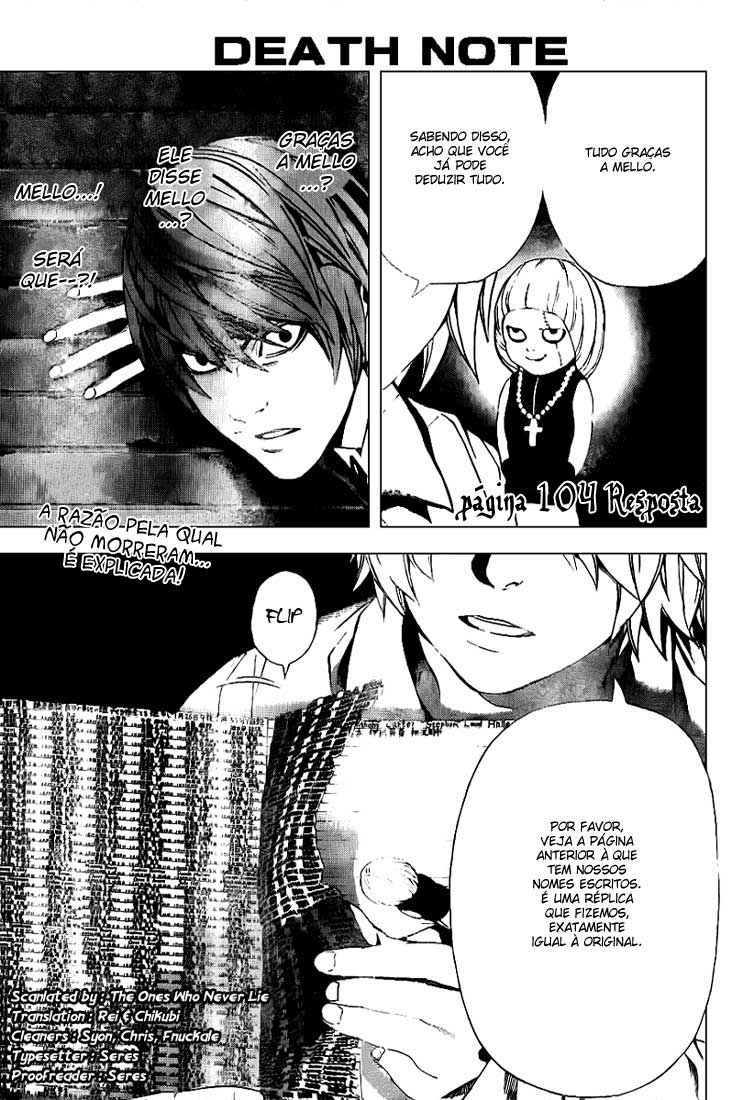 DEATH NOTE
TUDO GRAÇAS
A MELLO.
SABENDO DISSO,
ACHO QUE VOCÊ
JÁ PODE
DEDUZIR TUDO.
página 104 Resposta
GRAÇAS
A MELLO
...?
ELE
DISSE
MELLO
...?
MELLO...!
SERÁ
QUE--?!
A RAZÃO PELA QUAL
NÃO MORRERAM...
É EXPLICADA!
FLIP
POR FAVOR,
VEJA A PÁGINA
ANTERIOR À QUE
TEM NOSSOS
NOMES ESCRITOS.
É UMA RÉPLICA
QUE FIZEMOS,
EXATAMENTE
IGUAL À ORIGINAL.
Scanlated by : The Ones Who Never Lie
Translation : Rei & Chikubi
Cleaners : Syon, Chris, Fnuckale
Typesetter : Seres
Proofreader : Seres